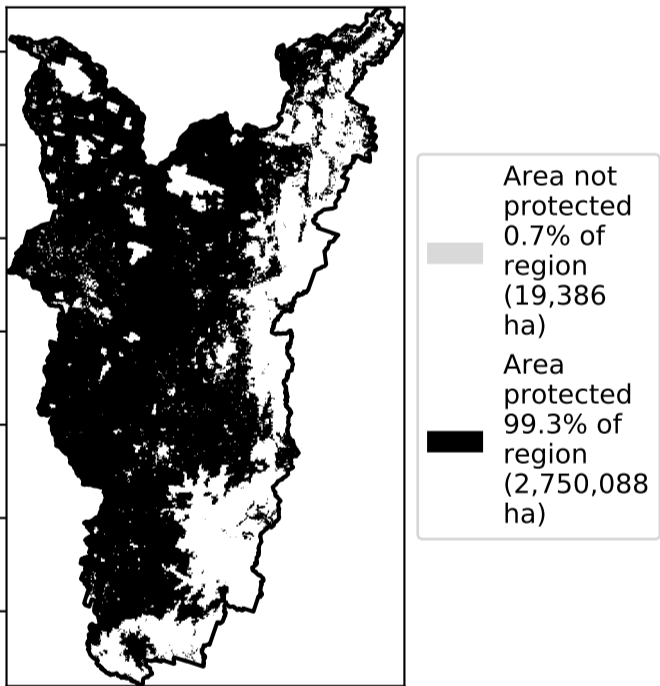 Area not
protected
0.7% of
region
(19,386
ha)
Area
protected
99.3% of
region
(2,750,088
ha)